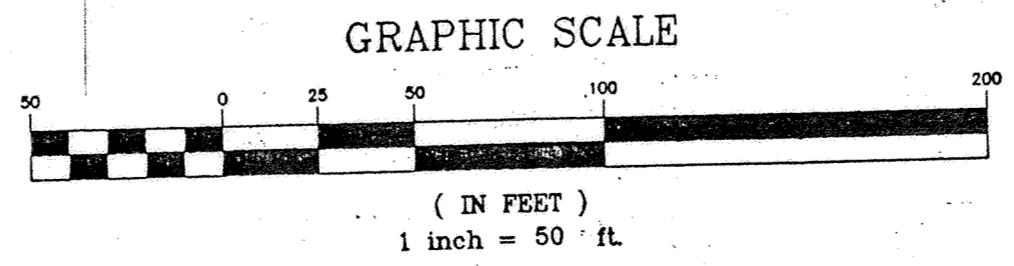 GRAPHIC SCALE
50 0 25 50 100 200
( IN FEET )
1 inch = 50 ft.